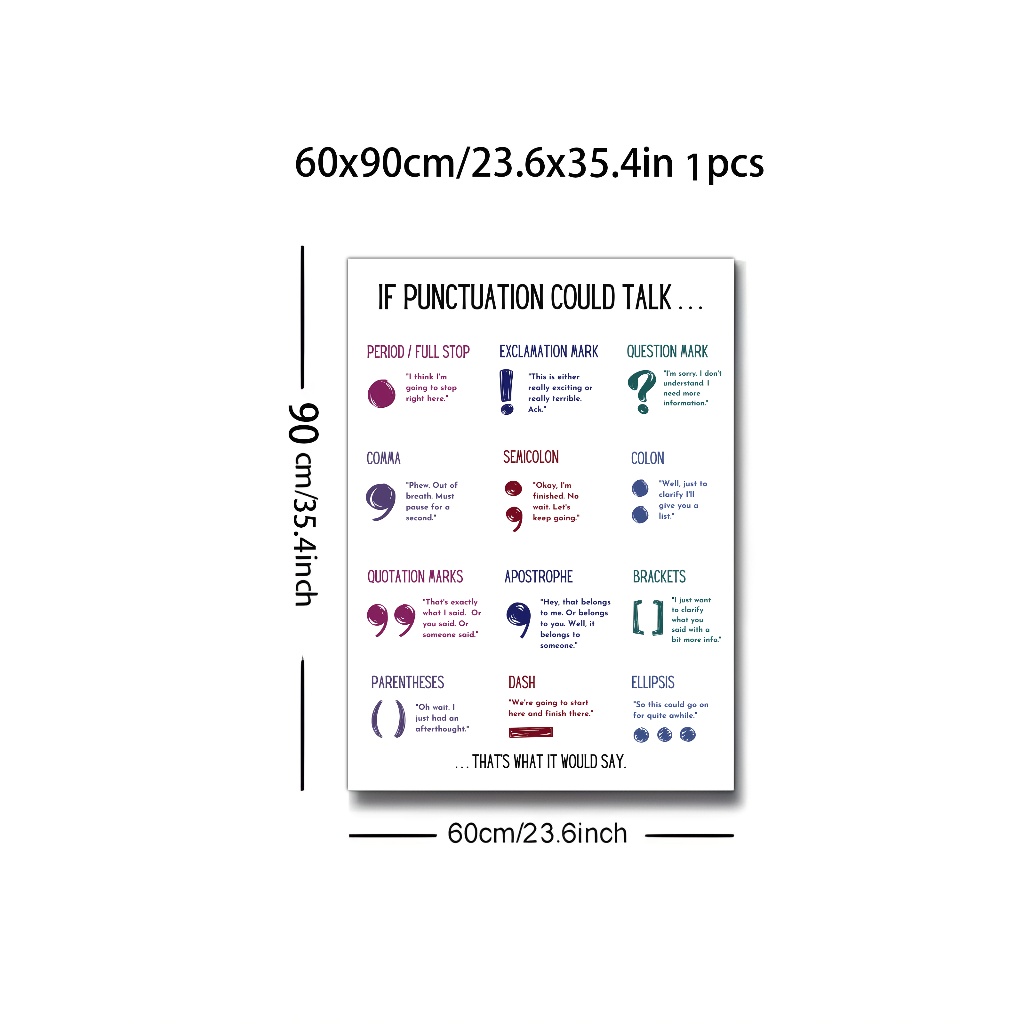 60x90cm/23.6x35.4in 1pcs
90 cm/35.4inch
IF PUNCTUATION COULD TALK ...
PERIOD / FULL STOP
"I think I'm
going to stop
right here."
EXCLAMATION MARK
"This is either
really exciting or
really terrible.
Ack."
QUESTION MARK
"I'm sorry. I don't
understand. I
need more
information."
COMMA
"Phew. Out of
breath. Must
pause for a
second."
SEMICOLON
"Okay, I'm
finished. No
wait. Let's
keep going."
COLON
"Well, just to
clarify I'll
give you a
list."
QUOTATION MARKS
"That's exactly
what I said. Or
you said. Or
someone said."
APOSTROPHE
"Hey, that belongs
to me. Or belongs
to you. Well, it
belongs to
someone."
BRACKETS
"I just want
to clarify
what you
said with a
bit more info."
PARENTHESES
"Oh wait. I
just had an
afterthought."
DASH
"We're going to start
here and finish there."
ELLIPSIS
"So this could go on
for quite awhile."
... THAT'S WHAT IT WOULD SAY.
60cm/23.6inch